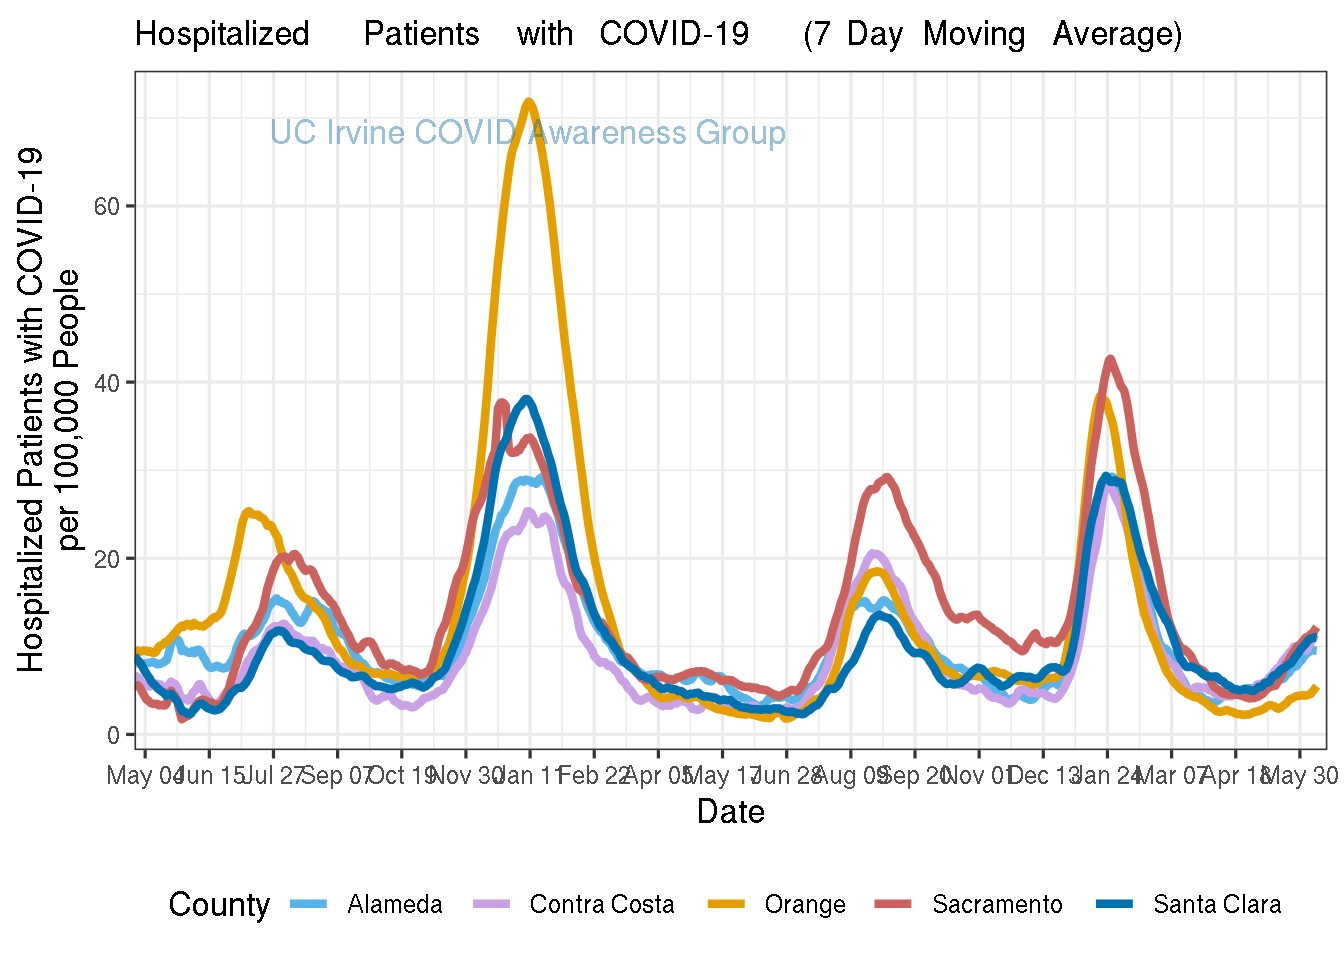 Hospitalized Patients with COVID-19 (7 Day Moving Average)
UC Irvine COVID Awareness Group
Hospitalized Patients with COVID-19
per 100,000 People
60
40
20
0
May 04 Jun 15 Jul 27 Sep 07 Oct 19 Nov 30 Jan 11 Feb 22 Apr 05 May 17 Jun 28 Aug 09 Sep 20 Nov 01 Dec 13 Jan 24 Mar 07 Apr 18 May 30
Date
County Alameda Contra Costa Orange Sacramento Santa Clara